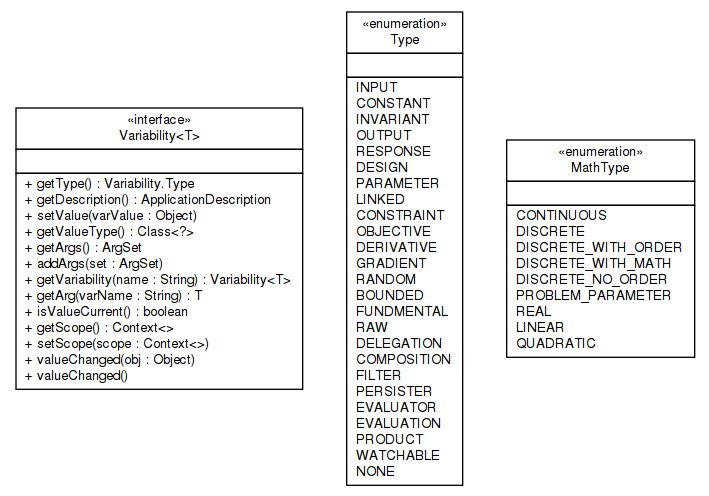 «interface»
Variability<T>
+ getType() : Variability.Type
+ getDescription() : ApplicationDescription
+ setValue(varValue : Object)
+ getValueType() : Class<?>
+ getArgs() : ArgSet
+ addArgs(set : ArgSet)
+ getVariability(name : String) : Variability<T>
+ getArg(varName : String) : T
+ isValueCurrent() : boolean
+ getScope() : Context<>
+ setScope(scope : Context<>)
+ valueChanged(obj : Object)
+ valueChanged()
«enumeration»
Type
INPUT
CONSTANT
INVARIANT
OUTPUT
RESPONSE
DESIGN
PARAMETER
LINKED
CONSTRAINT
OBJECTIVE
DERIVATIVE
GRADIENT
RANDOM
BOUNDED
FUNDMENTAL
RAW
DELEGATION
COMPOSITION
FILTER
PERSISTER
EVALUATOR
EVALUATION
PRODUCT
WATCHABLE
NONE
«enumeration»
MathType
CONTINUOUS
DISCRETE
DISCRETE_WITH_ORDER
DISCRETE_WITH_MATH
DISCRETE_NO_ORDER
PROBLEM_PARAMETER
REAL
LINEAR
QUADRATIC